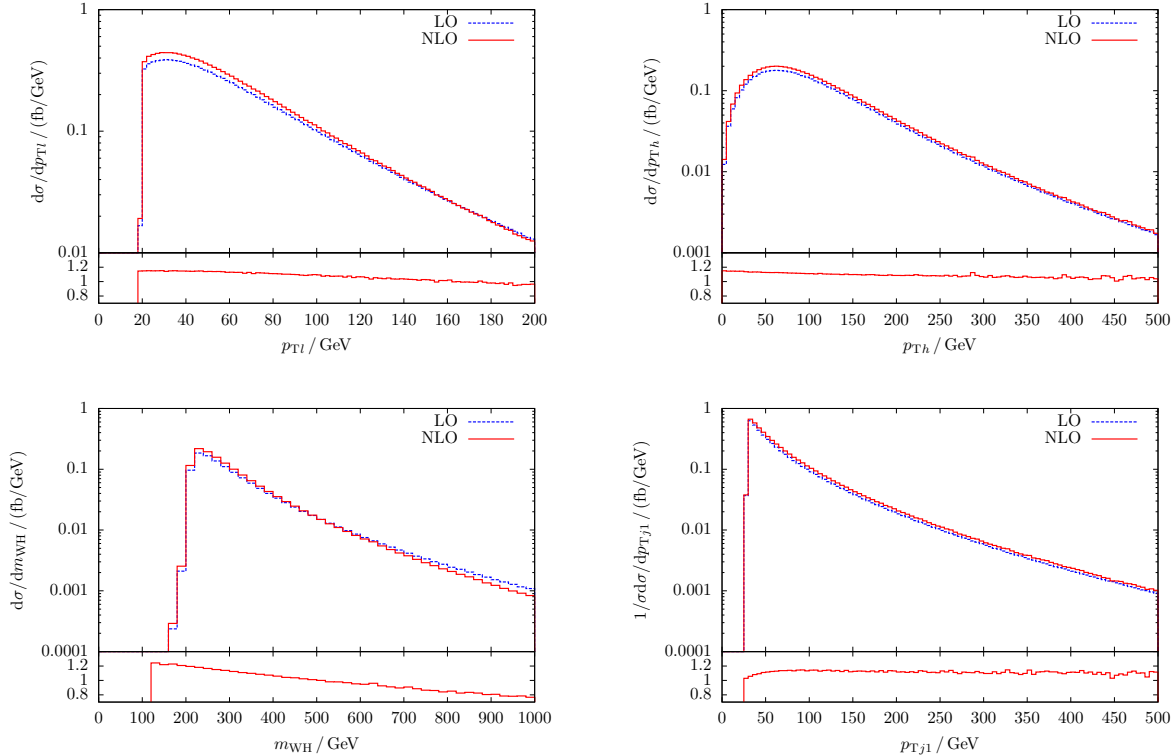 LO
NLO
1
0.1
0.01
dσ/dp_Tl / (fb/GeV)
1.2
1
0.8
0 20 40 60 80 100 120 140 160 180 200
p_Tl / GeV
LO
NLO
1
0.1
0.01
0.001
dσ/dp_Th / (fb/GeV)
1.2
1
0.8
0 50 100 150 200 250 300 350 400 450 500
p_Th / GeV
LO
NLO
1
0.1
0.01
0.001
0.0001
dσ/dm_WH / (fb/GeV)
1.2
1
0.8
0 100 200 300 400 500 600 700 800 900 1000
m_WH / GeV
LO
NLO
1
0.1
0.01
0.001
0.0001
1/σdσ/dp_Tj1 / (fb/GeV)
1.2
1
0.8
0 50 100 150 200 250 300 350 400 450 500
p_Tj1 / GeV